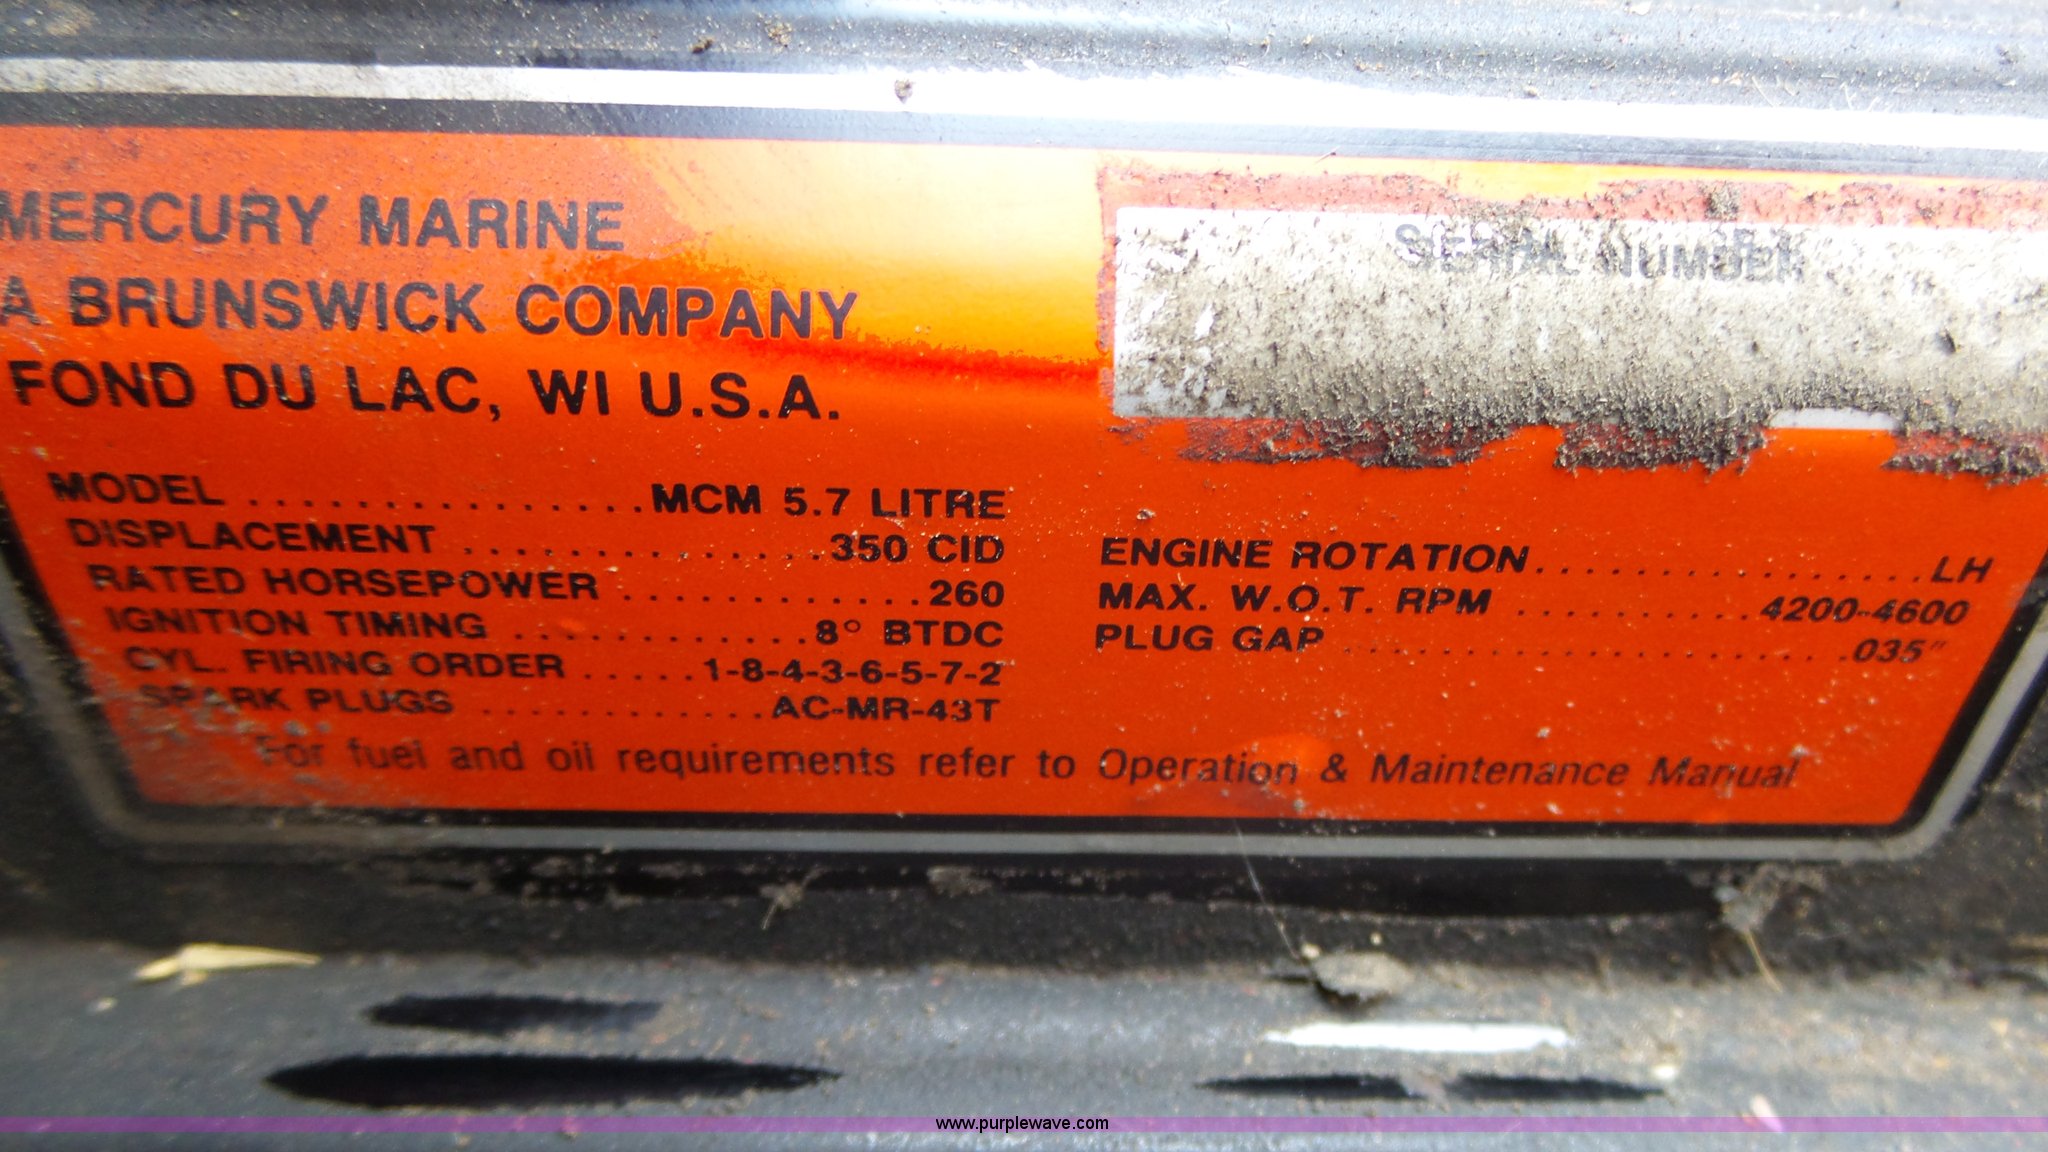 MERCURY MARINE
A BRUNSWICK COMPANY
FOND DU LAC, WI U.S.A.
SERIAL NUMBER
MODEL ................MCM 5.7 LITRE
DISPLACEMENT ..............350 CID
RATED HORSEPOWER .............260
IGNITION TIMING ............8° BTDC
CYL. FIRING ORDER .....1-8-4-3-6-5-7-2
SPARK PLUGS .............AC-MR-43T
ENGINE ROTATION.................LH
MAX. W.O.T. RPM ...........4200-4600
PLUG GAP ......................035"
For fuel and oil requirements refer to Operation & Maintenance Manual
www.purplewave.com